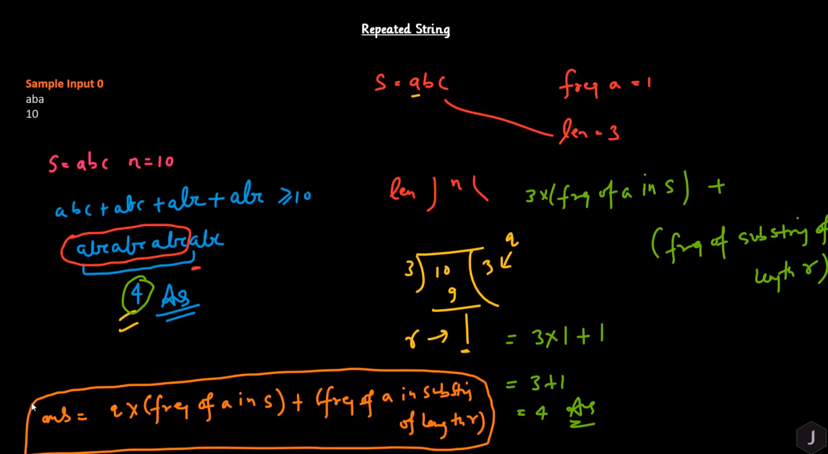 Repeated String
Sample Input 0
aba
10
S= abc n=10
abc + abc + abc + abc ≥ 10
abcabcabcabc
4 Ans
S = abc
freq a = 1
len = 3
len ) n (
3×(freq of a in s) +
(freq of substring of
length r)
q
3 ) 10 ( 3
9
r → 1
= 3×1+1
= 3+1
= 4 Ans
ans = q×(freq of a in s) + (freq of a in substring
of length r)
J